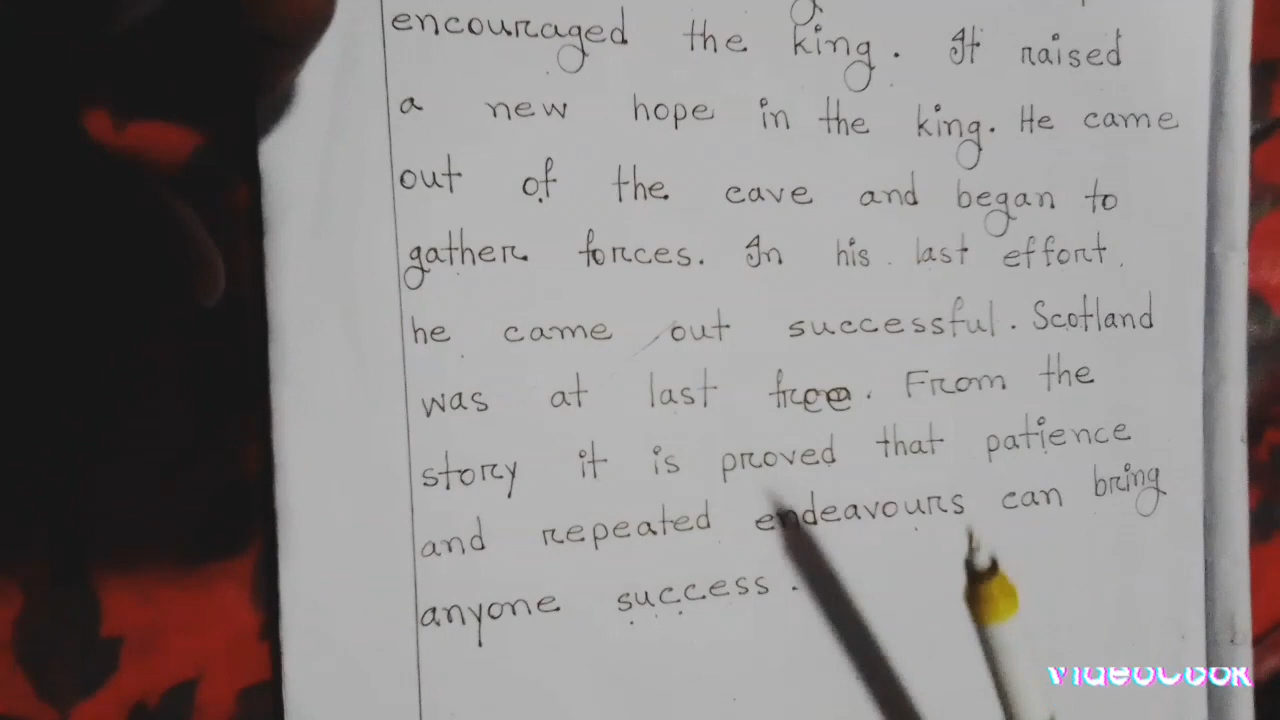 encouraged the king. It raised
a new hope in the king. He came
out of the cave and began to
gather forces. In his last effort
he came out successful. Scotland
was at last free. From the
story it is proved that patience
and repeated endeavours can bring
anyone success.
VIDEOCOOK